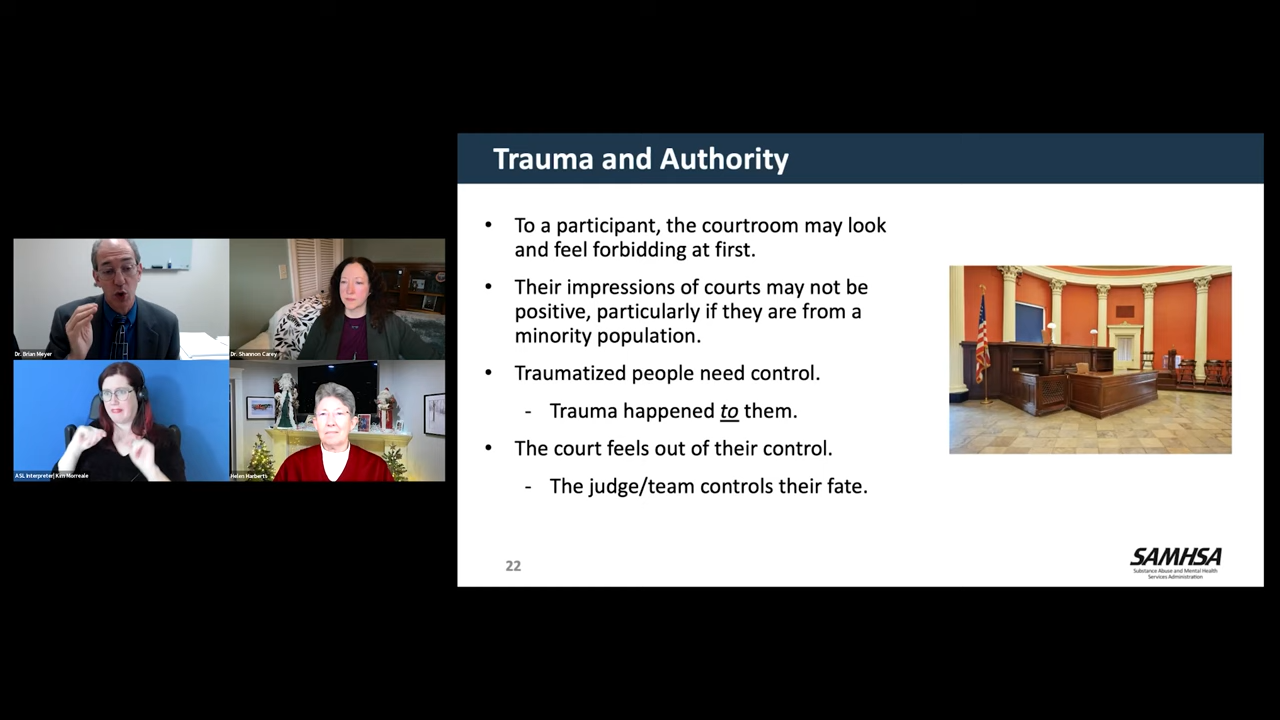 Trauma and Authority
• To a participant, the courtroom may look
and feel forbidding at first.
• Their impressions of courts may not be
positive, particularly if they are from a
minority population.
• Traumatized people need control.
- Trauma happened to them.
• The court feels out of their control.
- The judge/team controls their fate.
22
SAMHSA
Substance Abuse and Mental Health
Services Administration
Dr. Brian Meyer
Dr. Shannon Carey
ASL Interpreter| Kim Morreale
Helen Harberts